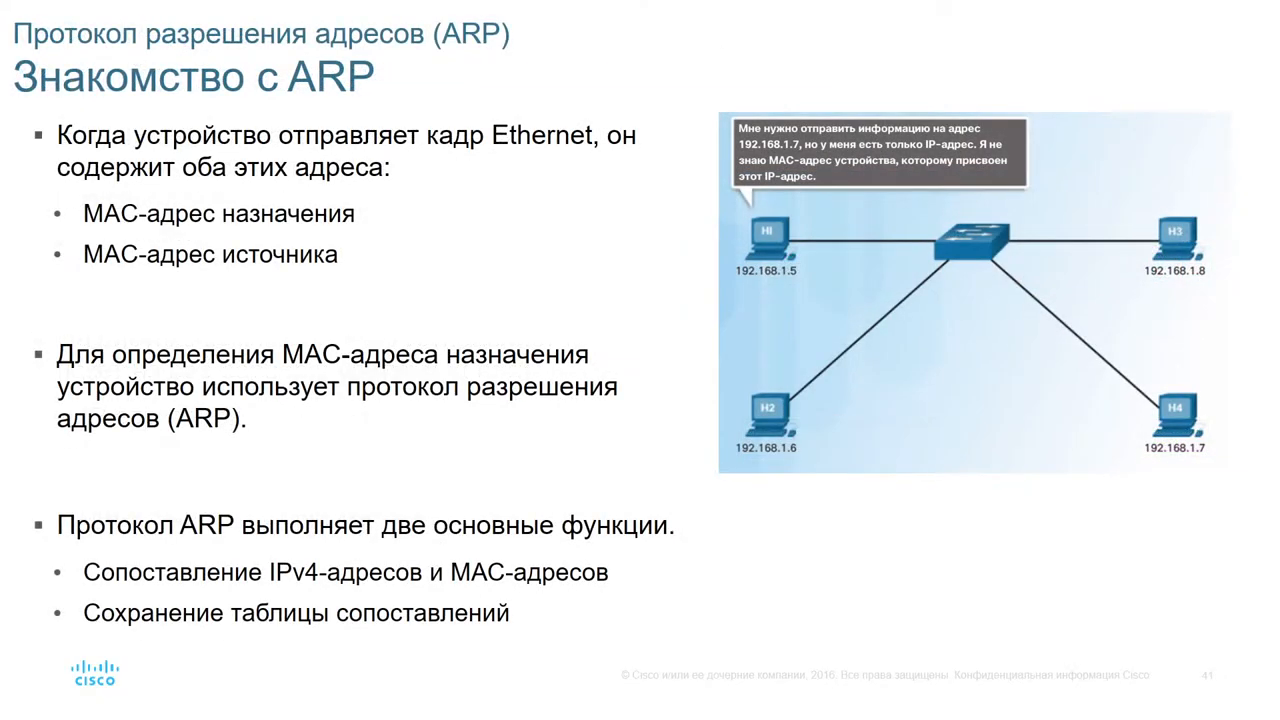 Протокол разрешения адресов (ARP)
Знакомство с ARP
▪ Когда устройство отправляет кадр Ethernet, он
содержит оба этих адреса:
• MAC-адрес назначения
• MAC-адрес источника
▪ Для определения MAC-адреса назначения
устройство использует протокол разрешения
адресов (ARP).
▪ Протокол ARP выполняет две основные функции.
• Сопоставление IPv4-адресов и MAC-адресов
• Сохранение таблицы сопоставлений
Мне нужно отправить информацию на адрес
192.168.1.7, но у меня есть только IP-адрес. Я не
знаю MAC-адрес устройства, которому присвоен
этот IP-адрес.
H1
192.168.1.5
H3
192.168.1.8
H2
192.168.1.6
H4
192.168.1.7
cisco
© Cisco и/или ее дочерние компании, 2016. Все права защищены. Конфиденциальная информация Cisco
41